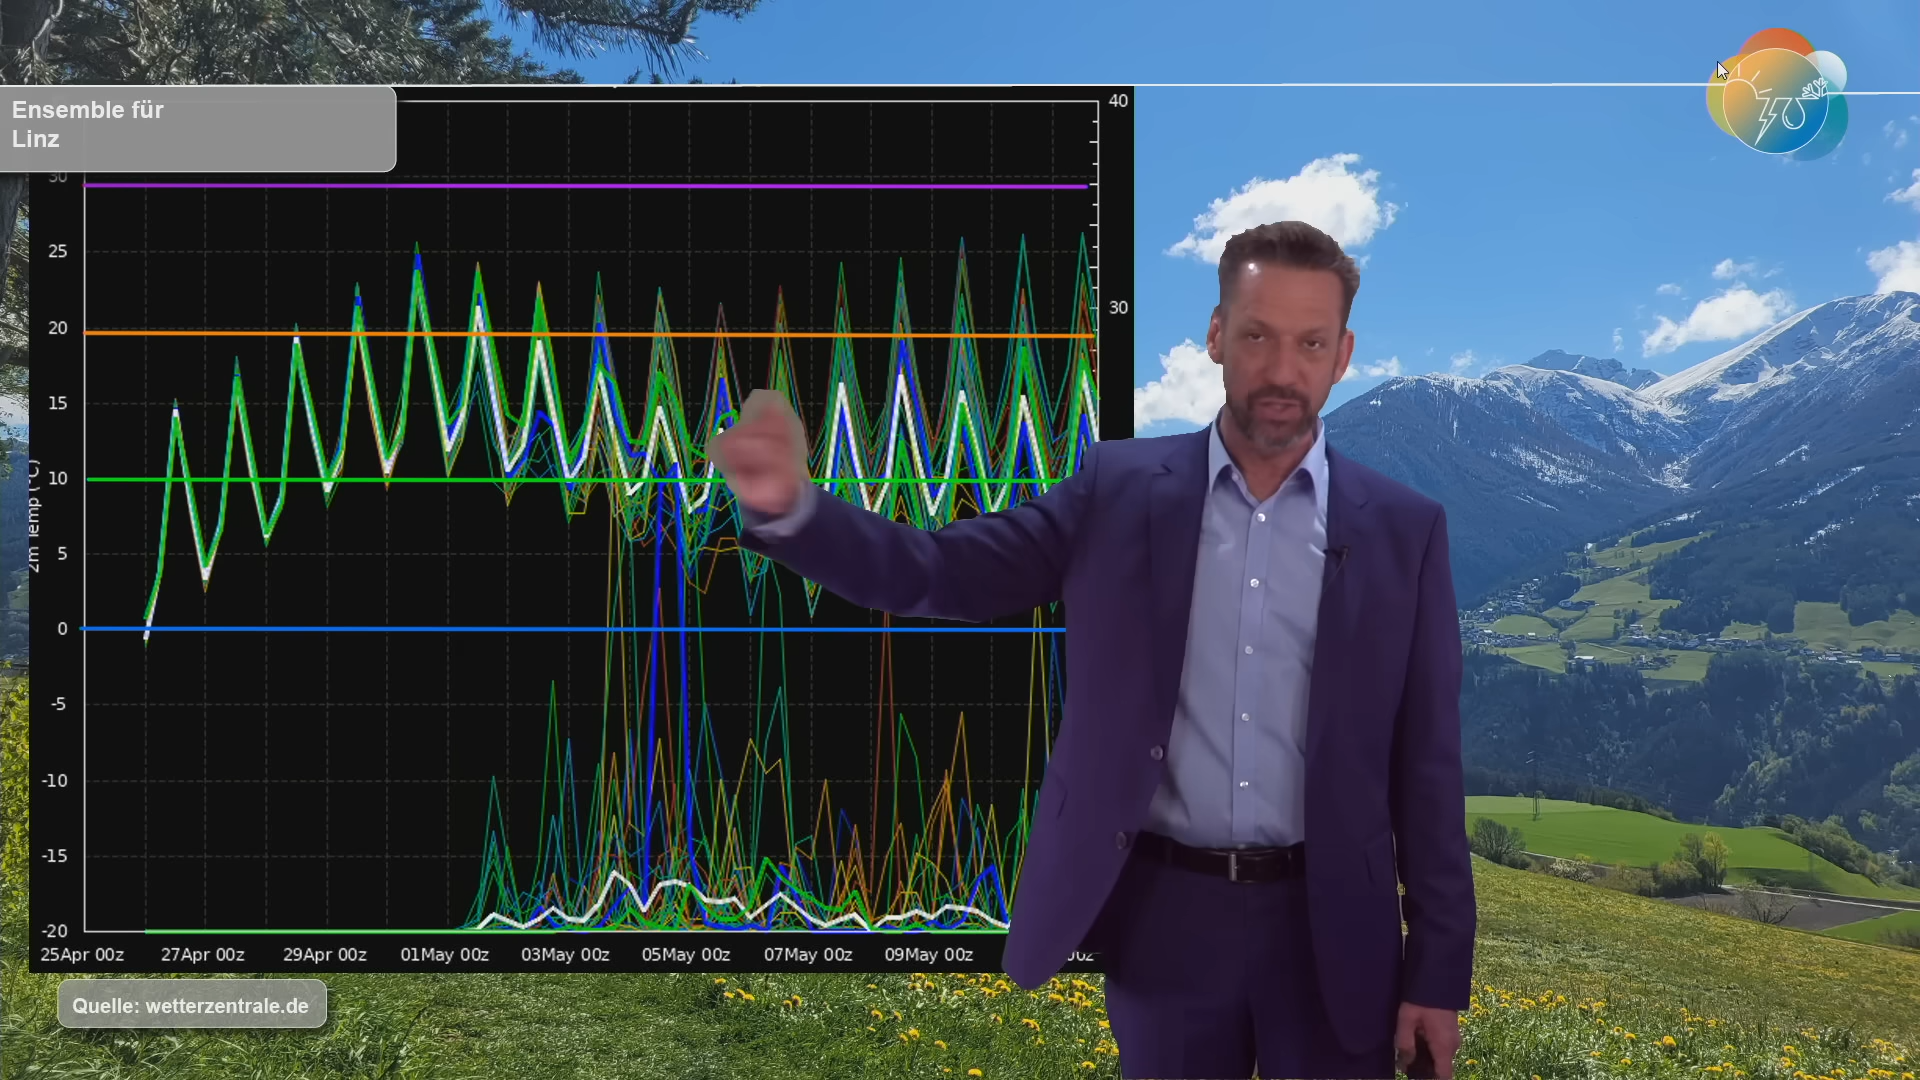 Ensemble für
Linz
40
30
30
25
20
15
10
5
0
-5
-10
-15
-20
2m Temp (°C)
25Apr 00z 27Apr 00z 29Apr 00z 01May 00z 03May 00z 05May 00z 07May 00z 09May 00z
Quelle: wetterzentrale.de